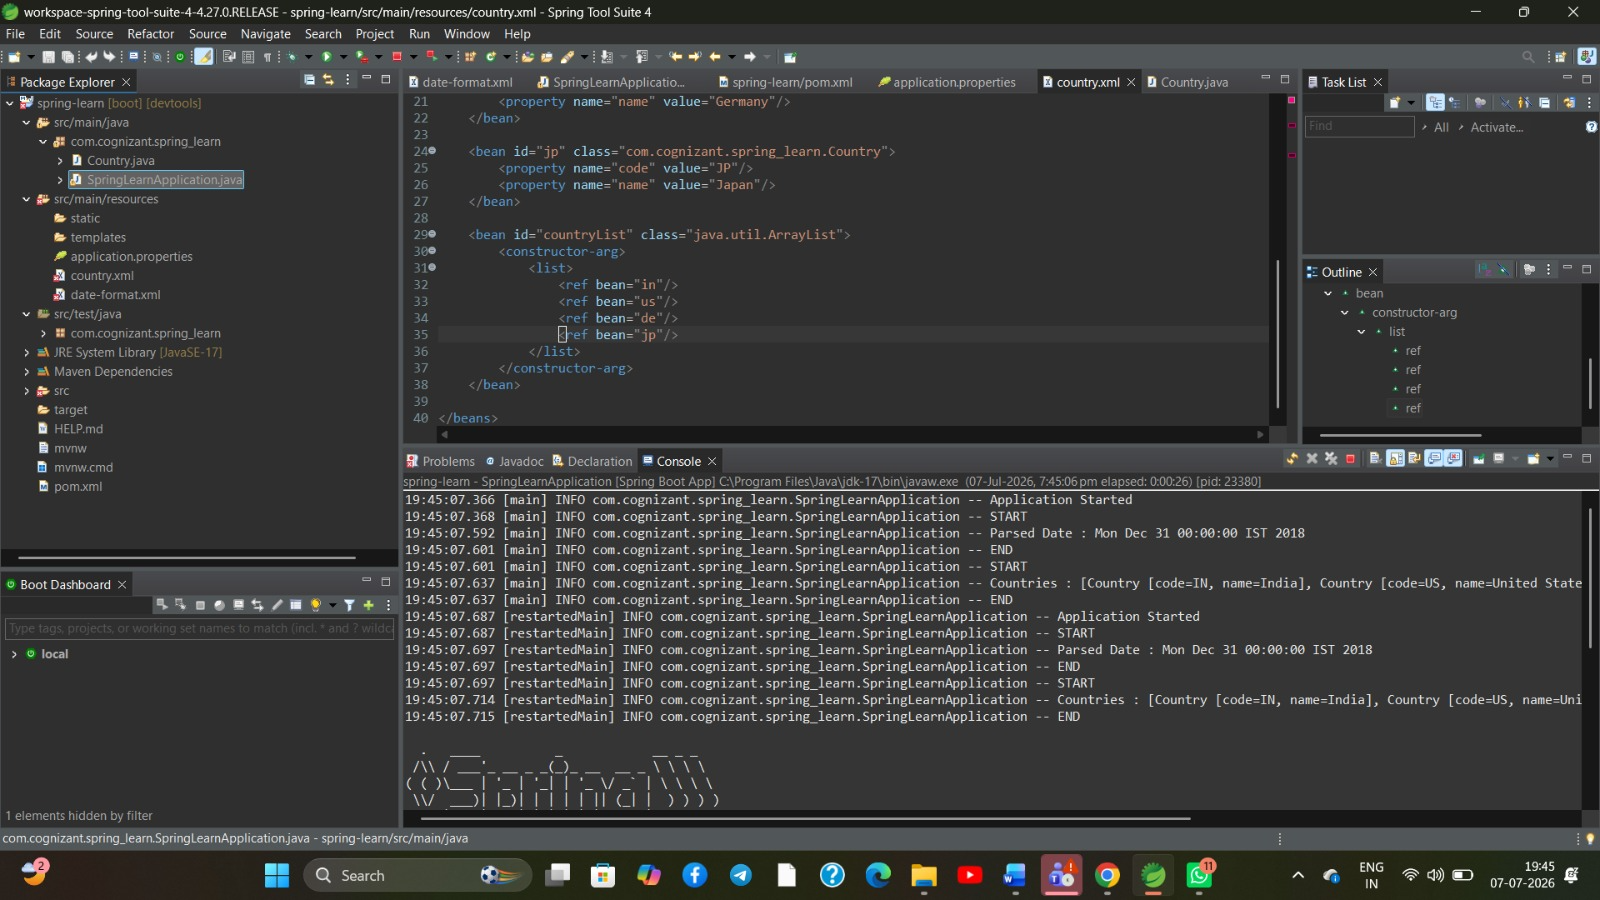 workspace-spring-tool-suite-4-4.27.0.RELEASE - spring-learn/src/main/resources/country.xml - Spring Tool Suite 4
File Edit Source Refactor Source Navigate Search Project Run Window Help
Package Explorer
spring-learn [boot] [devtools]
src/main/java
com.cognizant.spring_learn
Country.java
SpringLearnApplication.java
src/main/resources
static
templates
application.properties
country.xml
date-format.xml
src/test/java
com.cognizant.spring_learn
JRE System Library [JavaSE-17]
Maven Dependencies
src
target
HELP.md
mvnw
mvnw.cmd
pom.xml
Boot Dashboard
Type tags, projects, or working set names to match (incl. * and ? wildc
local
1 elements hidden by filter
date-format.xml SpringLearnApplicatio... spring-learn/pom.xml application.properties country.xml Country.java
21 <property name="name" value="Germany"/>
22 </bean>
23
24 <bean id="jp" class="com.cognizant.spring_learn.Country">
25 <property name="code" value="JP"/>
26 <property name="name" value="Japan"/>
27 </bean>
28
29 <bean id="countryList" class="java.util.ArrayList">
30 <constructor-arg>
31 <list>
32 <ref bean="in"/>
33 <ref bean="us"/>
34 <ref bean="de"/>
35 <ref bean="jp"/>
36 </list>
37 </constructor-arg>
38 </bean>
39
40 </beans>
Task List
Find All Activate...
Outline
bean
constructor-arg
list
ref
ref
ref
ref
Problems Javadoc Declaration Console
spring-learn - SpringLearnApplication [Spring Boot App] C:\Program Files\Java\jdk-17\bin\javaw.exe (07-Jul-2026, 7:45:06 pm elapsed: 0:00:26) [pid: 23380]
19:45:07.366 [main] INFO com.cognizant.spring_learn.SpringLearnApplication -- Application Started
19:45:07.368 [main] INFO com.cognizant.spring_learn.SpringLearnApplication -- START
19:45:07.592 [main] INFO com.cognizant.spring_learn.SpringLearnApplication -- Parsed Date : Mon Dec 31 00:00:00 IST 2018
19:45:07.601 [main] INFO com.cognizant.spring_learn.SpringLearnApplication -- END
19:45:07.601 [main] INFO com.cognizant.spring_learn.SpringLearnApplication -- START
19:45:07.637 [main] INFO com.cognizant.spring_learn.SpringLearnApplication -- Countries : [Country [code=IN, name=India], Country [code=US, name=United State
19:45:07.637 [main] INFO com.cognizant.spring_learn.SpringLearnApplication -- END
19:45:07.687 [restartedMain] INFO com.cognizant.spring_learn.SpringLearnApplication -- Application Started
19:45:07.687 [restartedMain] INFO com.cognizant.spring_learn.SpringLearnApplication -- START
19:45:07.697 [restartedMain] INFO com.cognizant.spring_learn.SpringLearnApplication -- Parsed Date : Mon Dec 31 00:00:00 IST 2018
19:45:07.697 [restartedMain] INFO com.cognizant.spring_learn.SpringLearnApplication -- END
19:45:07.697 [restartedMain] INFO com.cognizant.spring_learn.SpringLearnApplication -- START
19:45:07.714 [restartedMain] INFO com.cognizant.spring_learn.SpringLearnApplication -- Countries : [Country [code=IN, name=India], Country [code=US, name=Uni
19:45:07.715 [restartedMain] INFO com.cognizant.spring_learn.SpringLearnApplication -- END
com.cognizant.spring_learn.SpringLearnApplication.java - spring-learn/src/main/java
2
Search
11
ENG
IN
19:45
07-07-2026